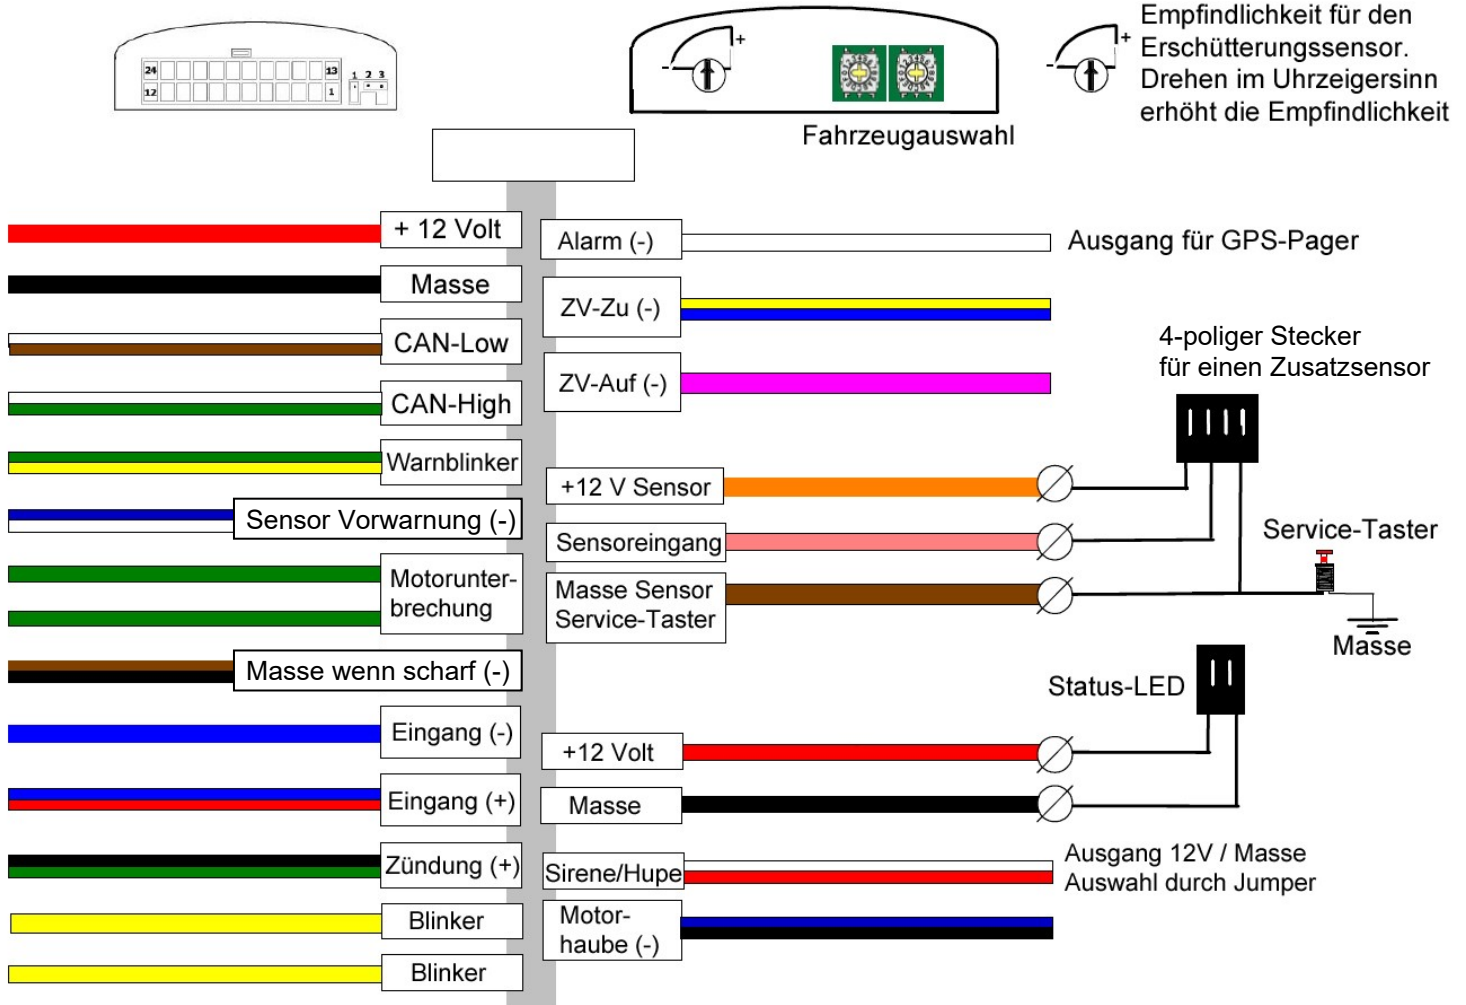 24
13
12
1
1 2 3
+
-
Fahrzeugauswahl
+
-
Empfindlichkeit für den
Erschütterungssensor.
Drehen im Uhrzeigersinn
erhöht die Empfindlichkeit
+ 12 Volt
Masse
CAN-Low
CAN-High
Warnblinker
Sensor Vorwarnung (-)
Motorunter-
brechung
Masse wenn scharf (-)
Eingang (-)
Eingang (+)
Zündung (+)
Blinker
Blinker
Alarm (-)
Ausgang für GPS-Pager
ZV-Zu (-)
ZV-Auf (-)
4-poliger Stecker
für einen Zusatzsensor
+12 V Sensor
Sensoreingang
Masse Sensor
Service-Taster
Service-Taster
Masse
Status-LED
+12 Volt
Masse
Sirene/Hupe
Ausgang 12V / Masse
Auswahl durch Jumper
Motor-
haube (-)